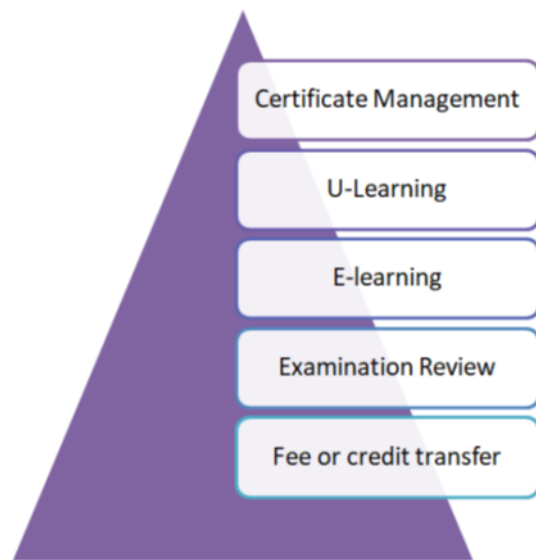 Certificate Management
U-Learning
E-learning
Examination Review
Fee or credit transfer